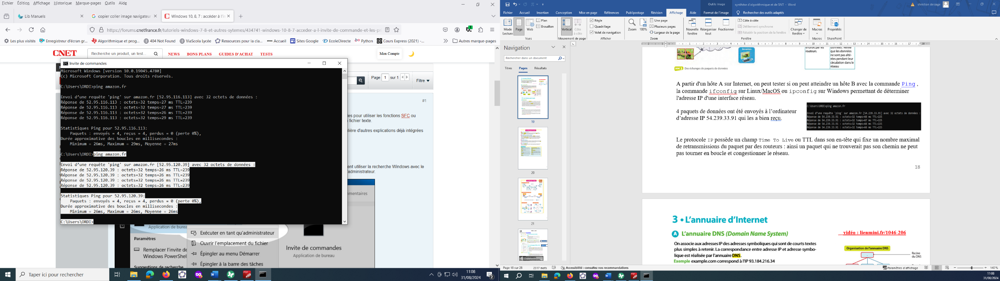 Fichier Édition Affichage Historique Marque-pages Outils Aide
Lib Manuels
copier coller image navigateur
Windows 10, 8, 7 : accéder à l'in
https://forums.cnetfrance.fr/tutoriels-windows-7-8-et-autres-sytemes/434741-windows-10-8-7-acceder-a-l-invite-de-commande-et-les-pr
Les plus visités Enregistreur d'écran gr... Algorithmique et prog... 404 Not Found ViaScola Lycée Ressources pour la cla... Accueil Sites Google EcoleDirecte Python Cours Express (2021) -... Autres marque-pages
CNET
Recherche un produit, un test...
NEWS BONS PLANS GUIDES D'ACHAT TESTS
Mon Compte
Page 1 sur 1
Filtre
#1
les pour utiliser les fonctions SFC ou
fichier texte.
lière d'autres explications déjà intégrées
ent utiliser la recherche Windows avec le
'administrateur.
mmentaires
Invite de commandes
Microsoft Windows [version 10.0.19045.4780]
(c) Microsoft Corporation. Tous droits réservés.
C:\Users\ORDI>ping amazon.fr
Envoi d'une requête 'ping' sur amazon.fr [52.95.116.113] avec 32 octets de données :
Réponse de 52.95.116.113 : octets=32 temps=27 ms TTL=239
Réponse de 52.95.116.113 : octets=32 temps=27 ms TTL=239
Réponse de 52.95.116.113 : octets=32 temps=26 ms TTL=239
Réponse de 52.95.116.113 : octets=32 temps=29 ms TTL=239
Statistiques Ping pour 52.95.116.113:
Paquets : envoyés = 4, reçus = 4, perdus = 0 (perte 0%),
Durée approximative des boucles en millisecondes :
Minimum = 26ms, Maximum = 29ms, Moyenne = 27ms
C:\Users\ORDI>ping amazon.fr
Envoi d'une requête 'ping' sur amazon.fr [52.95.120.39] avec 32 octets de données :
Réponse de 52.95.120.39 : octets=32 temps=26 ms TTL=239
Réponse de 52.95.120.39 : octets=32 temps=26 ms TTL=239
Réponse de 52.95.120.39 : octets=32 temps=26 ms TTL=239
Réponse de 52.95.120.39 : octets=32 temps=26 ms TTL=239
Statistiques Ping pour 52.95.120.39:
Paquets : envoyés = 4, reçus = 4, perdus = 0 (perte 0%),
Durée approximative des boucles en millisecondes :
Minimum = 26ms, Maximum = 26ms, Moyenne = 26ms
C:\Users\ORDI>
Application de burea
Paramètres
Remplacer l'invite de
Windows PowerShel
Suggestions de recherche
Exécuter en tant qu'administrateur
Ouvrir l'emplacement du fichier
Épingler au menu Démarrer
Épingler à la barre des tâches
Invite de commandes
Application de bureau
Taper ici pour rechercher
11:08
31/08/2024
2
Outils Image
synthèse d'algorithmique et de SNT - Word
christian deslage
Fichier Accueil Insertion Conception Mise en page Références Publipostage Révision Affichage Aide Format de l'image Rechercher des outils adaptés
Mode Lecture
Page
Web
Plan
Brouillon
Vues
Vertical
Côte à côte
Mouvement de page
Règle
Quadrillage
Volet de navigation
Afficher
Zoom
100%
Une page
Plusieurs pages
Largeur de la page
Zoom
Nouvelle fenêtre
Réorganiser tout
Fractionner
Côte à côte
Défilement synchrone
Rétablir la position de la fenêtre
Changer de fenêtre
Fenêtre
Macros
Macros
Propriétés
SharePoint
Navigation
Rechercher dans un document
Titres Pages Résultats
19
20
21
Réception
DOC 3 Des échanges de paquets de données
endroit par les
routeurs.
données : vérifie
que les données
ne sont pas alté-
rées pendant leur
circulation dans le
réseau
A partir d'un hôte A sur Internet, on peut tester si on peut atteindre un hôte B avec la commande Ping ,
la commande ifconfig sur Linux/MacOS ou ipconfig sur Windows permettant de déterminer
l'adresse IP d'une interface réseau.
4 paquets de données ont été envoyés à l'ordinateur
d'adresse IP 54.239.33.91 qui les a bien reçu.
C:\Users\ORDI>ping amazon.fr
Envoi d'une requête 'ping' sur amazon.fr [54.239.33.91] avec 32 octets de données :
Réponse de 54.239.33.91 : octets=32 temps=66 ms TTL=225
Réponse de 54.239.33.91 : octets=32 temps=67 ms TTL=225
Réponse de 54.239.33.91 : octets=32 temps=66 ms TTL=225
Réponse de 54.239.33.91 : octets=32 temps=66 ms TTL=225
Le protocole IP possède un champ Time To Live ou TTL dans son en-tête qui fixe un nombre maximal
de retransmissions du paquet par des routeurs : ainsi un paquet qui ne trouverait pas son chemin ne peut
pas tourner en boucle et congestionner le réseau.
18
3 • L'annuaire d'Internet
A L'annuaire DNS (Domain Name System)
vidéo : lienmini.fr/1046-206
On associe aux adresses IP des adresses symboliques qui sont de courts textes
plus simples à retenir. La correspondance entre adresse IP et adresse symbo-
lique est réalisée par l'annuaire DNS.
Exemple example.com correspond à l'IP 93.184.216.34
Organisation de l'annuaire DNS
Racine
du DNS
Page 18 sur 28 2317 mots Accessibilité : consultez nos recommandations
Paramètres d'affichage
140 %
11:08
31/08/2024